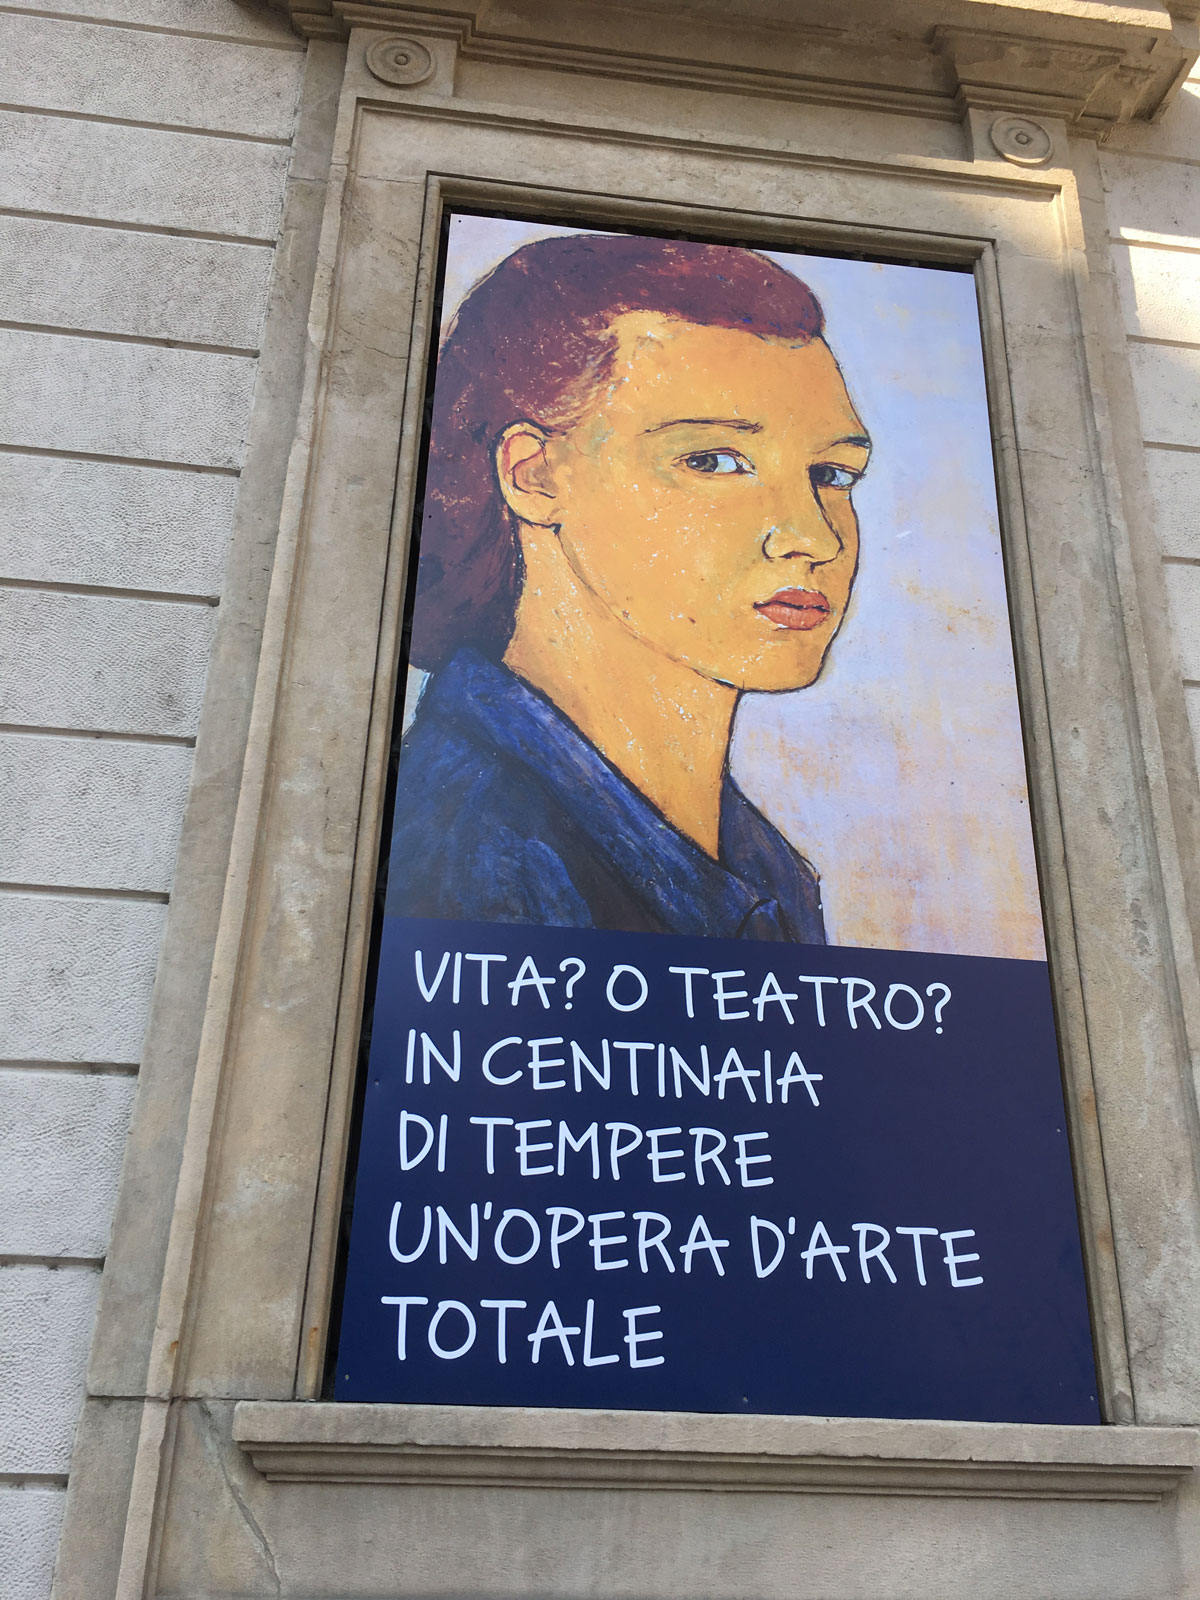 VITA? O TEATRO?
IN CENTINAIA
DI TEMPERE
UN'OPERA D'ARTE
TOTALE